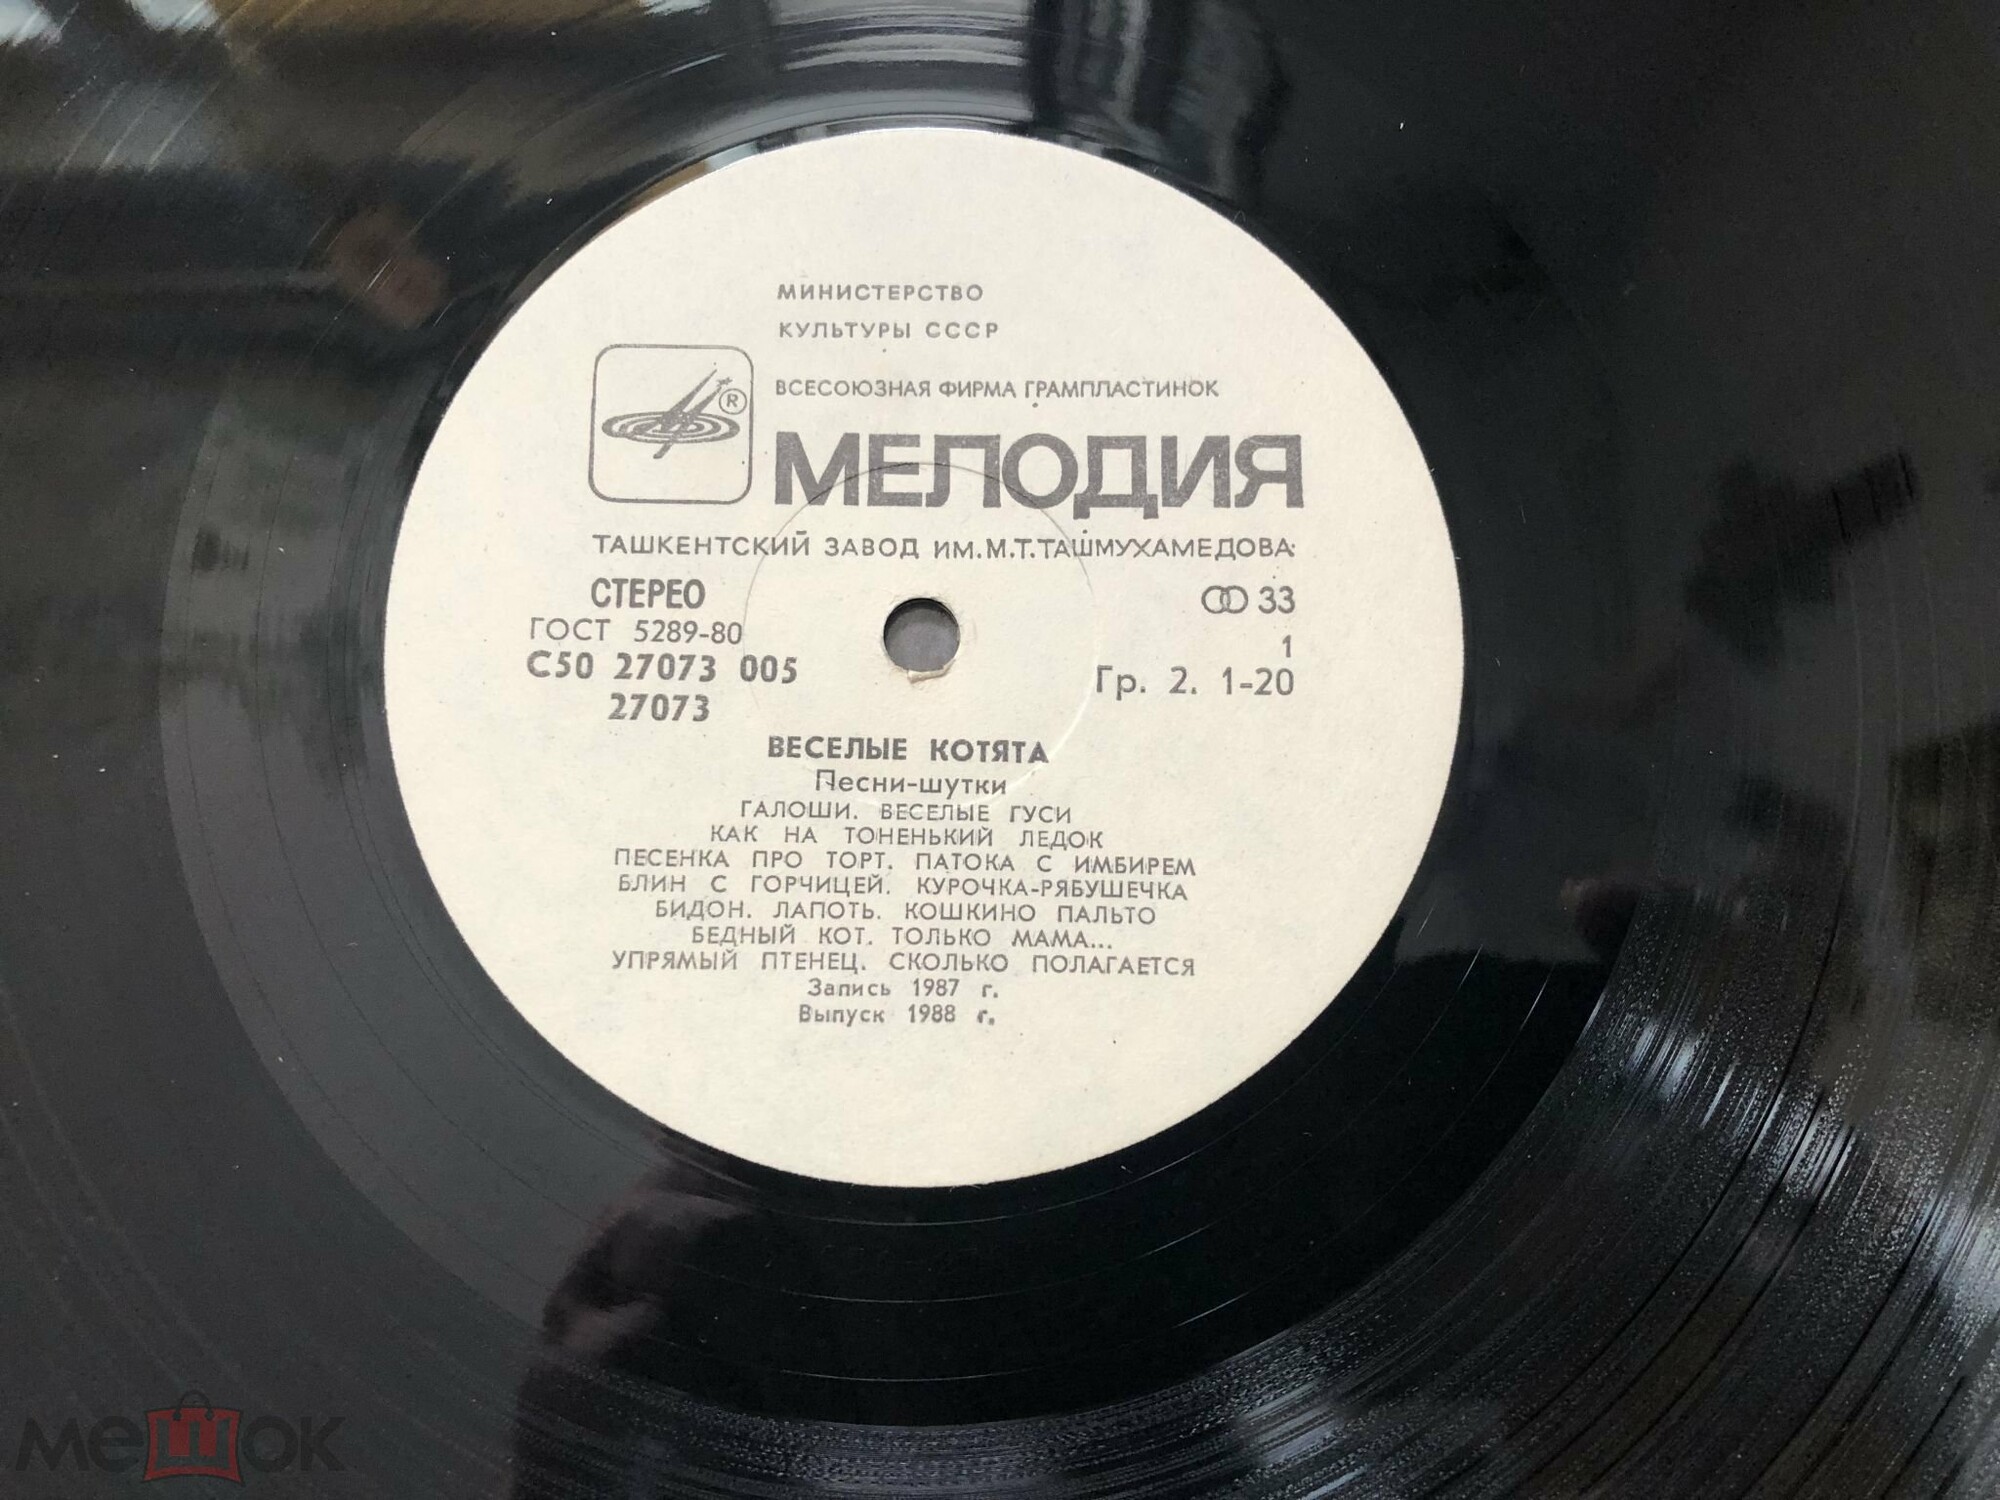 МИНИСТЕРСТВО
КУЛЬТУРЫ СССР
ВСЕСОЮЗНАЯ ФИРМА ГРАМПЛАСТИНОК
® МЕЛОДИЯ
ТАШКЕНТСКИЙ ЗАВОД ИМ. М.Т.ТАШМУХАМЕДОВА
СТЕРЕО 33
ГОСТ 5289-80 1
С50 27073 005 Гр. 2. 1-20
27073
ВЕСЕЛЫЕ КОТЯТА
Песни-шутки
ГАЛОШИ. ВЕСЕЛЫЕ ГУСИ
КАК НА ТОНЕНЬКИЙ ЛЕДОК
ПЕСЕНКА ПРО ТОРТ. ПАТОКА С ИМБИРЕМ
БЛИН С ГОРЧИЦЕЙ. КУРОЧКА-РЯБУШЕЧКА
БИДОН. ЛАПОТЬ. КОШКИНО ПАЛЬТО
БЕДНЫЙ КОТ. ТОЛЬКО МАМА...
УПРЯМЫЙ ПТЕНЕЦ. СКОЛЬКО ПОЛАГАЕТСЯ
Запись 1987 г.
Выпуск 1988 г.
мешок